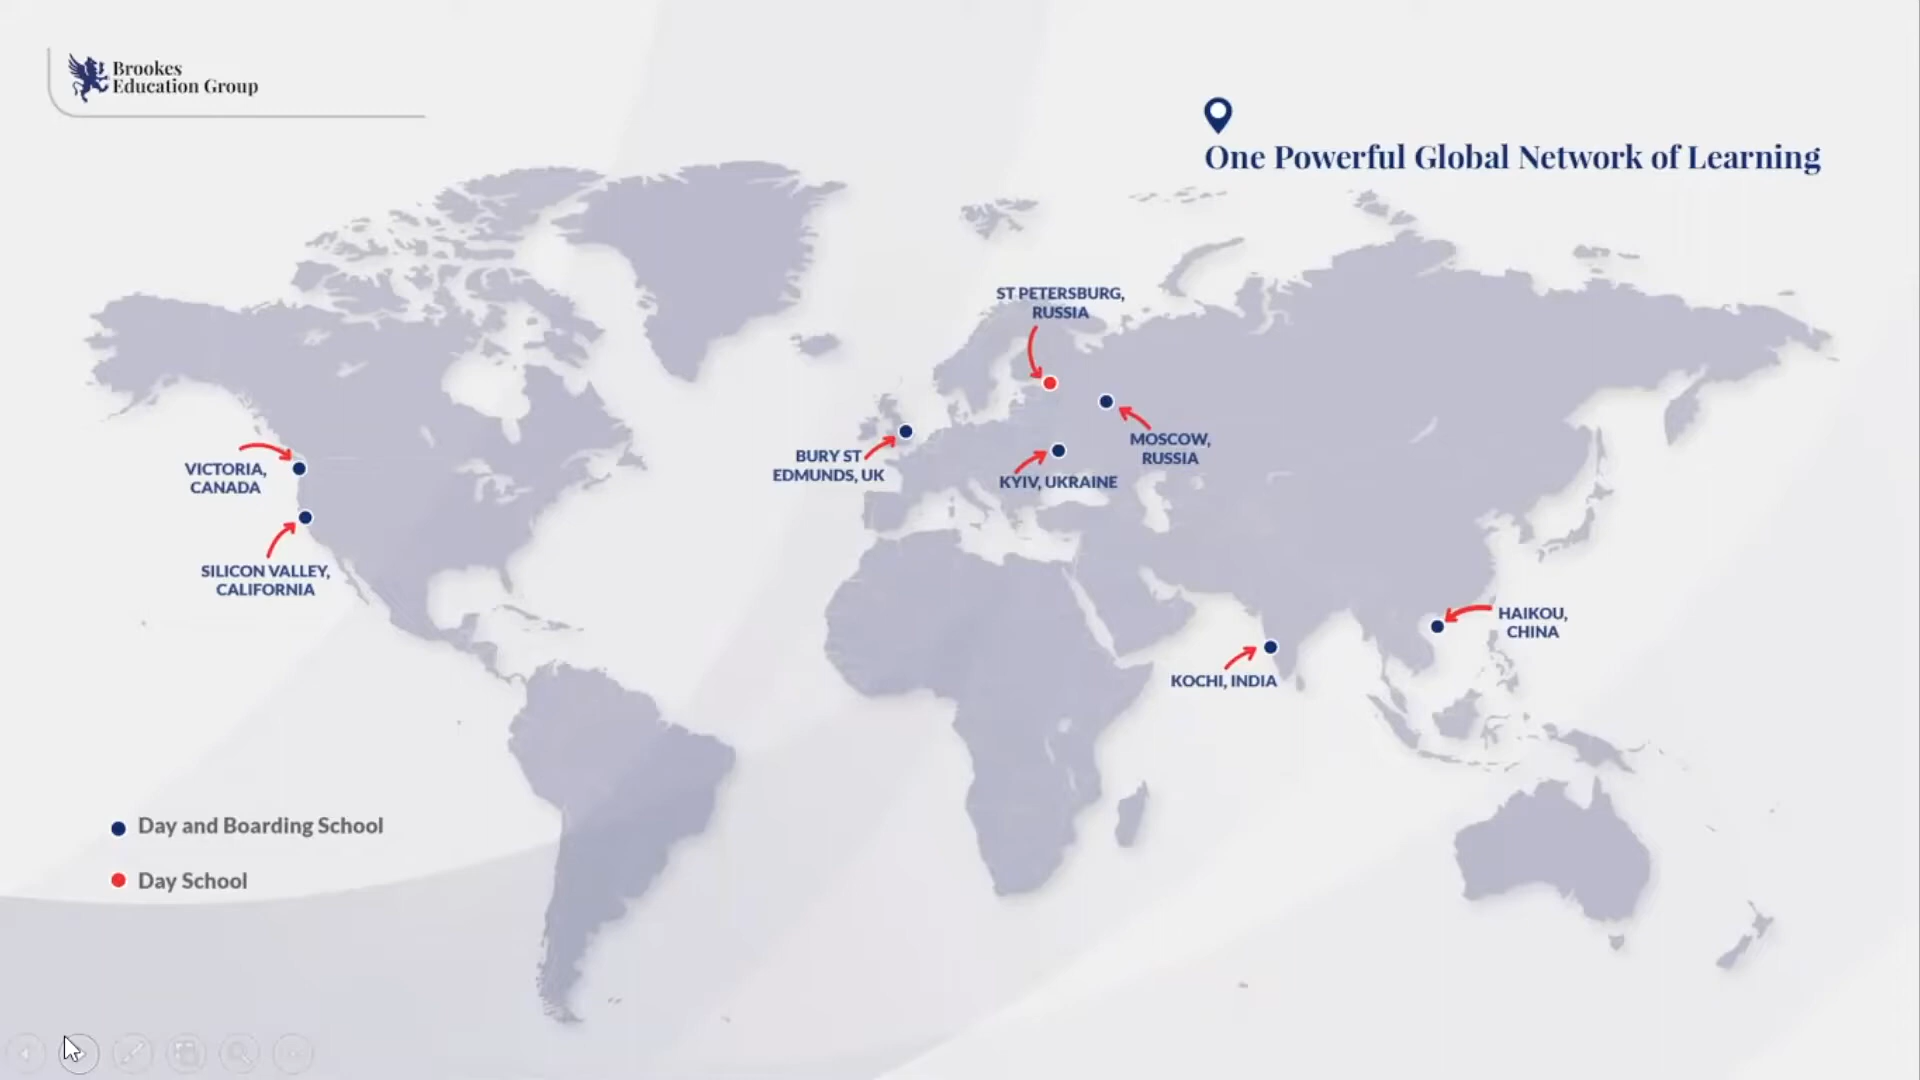 Brookes
Education Group
One Powerful Global Network of Learning
ST PETERSBURG,
RUSSIA
MOSCOW,
RUSSIA
BURY ST
EDMUNDS, UK
KYIV, UKRAINE
VICTORIA,
CANADA
SILICON VALLEY,
CALIFORNIA
HAIKOU,
CHINA
KOCHI, INDIA
Day and Boarding School
Day School